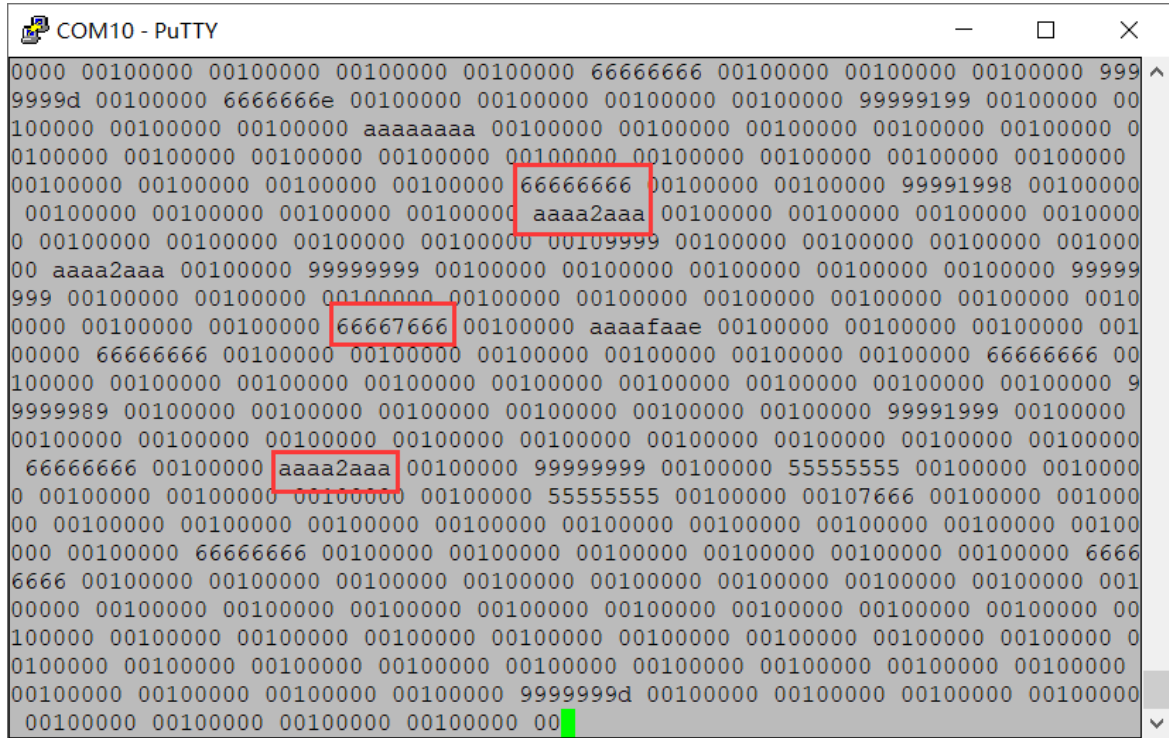 COM10 - PuTTY
0000 00100000 00100000 00100000 00100000 66666666 00100000 00100000 00100000 999
9999d 00100000 6666666e 00100000 00100000 00100000 00100000 99999199 00100000 00
100000 00100000 00100000 aaaaaaaa 00100000 00100000 00100000 00100000 00100000 0
0100000 00100000 00100000 00100000 00100000 00100000 00100000 00100000 00100000
00100000 00100000 00100000 00100000 66666666 00100000 00100000 99991998 00100000
00100000 00100000 00100000 00100000 aaaa2aaa 00100000 00100000 00100000 0010000
0 00100000 00100000 00100000 00100000 00109999 00100000 00100000 00100000 001000
00 aaaa2aaa 00100000 99999999 00100000 00100000 00100000 00100000 00100000 99999
999 00100000 00100000 00100000 00100000 00100000 00100000 00100000 00100000 0010
0000 00100000 00100000 66667666 00100000 aaaafaae 00100000 00100000 00100000 001
00000 66666666 00100000 00100000 00100000 00100000 00100000 00100000 66666666 00
100000 00100000 00100000 00100000 00100000 00100000 00100000 00100000 00100000 9
9999989 00100000 00100000 00100000 00100000 00100000 00100000 99991999 00100000
00100000 00100000 00100000 00100000 00100000 00100000 00100000 00100000 00100000
66666666 00100000 aaaa2aaa 00100000 99999999 00100000 55555555 00100000 0010000
0 00100000 00100000 00100000 00100000 55555555 00100000 00107666 00100000 001000
00 00100000 00100000 00100000 00100000 00100000 00100000 00100000 00100000 00100
000 00100000 66666666 00100000 00100000 00100000 00100000 00100000 00100000 6666
6666 00100000 00100000 00100000 00100000 00100000 00100000 00100000 00100000 001
00000 00100000 00100000 00100000 00100000 00100000 00100000 00100000 00100000 00
100000 00100000 00100000 00100000 00100000 00100000 00100000 00100000 00100000 0
0100000 00100000 00100000 00100000 00100000 00100000 00100000 00100000 00100000
00100000 00100000 00100000 00100000 9999999d 00100000 00100000 00100000 00100000
00100000 00100000 00100000 00100000 00